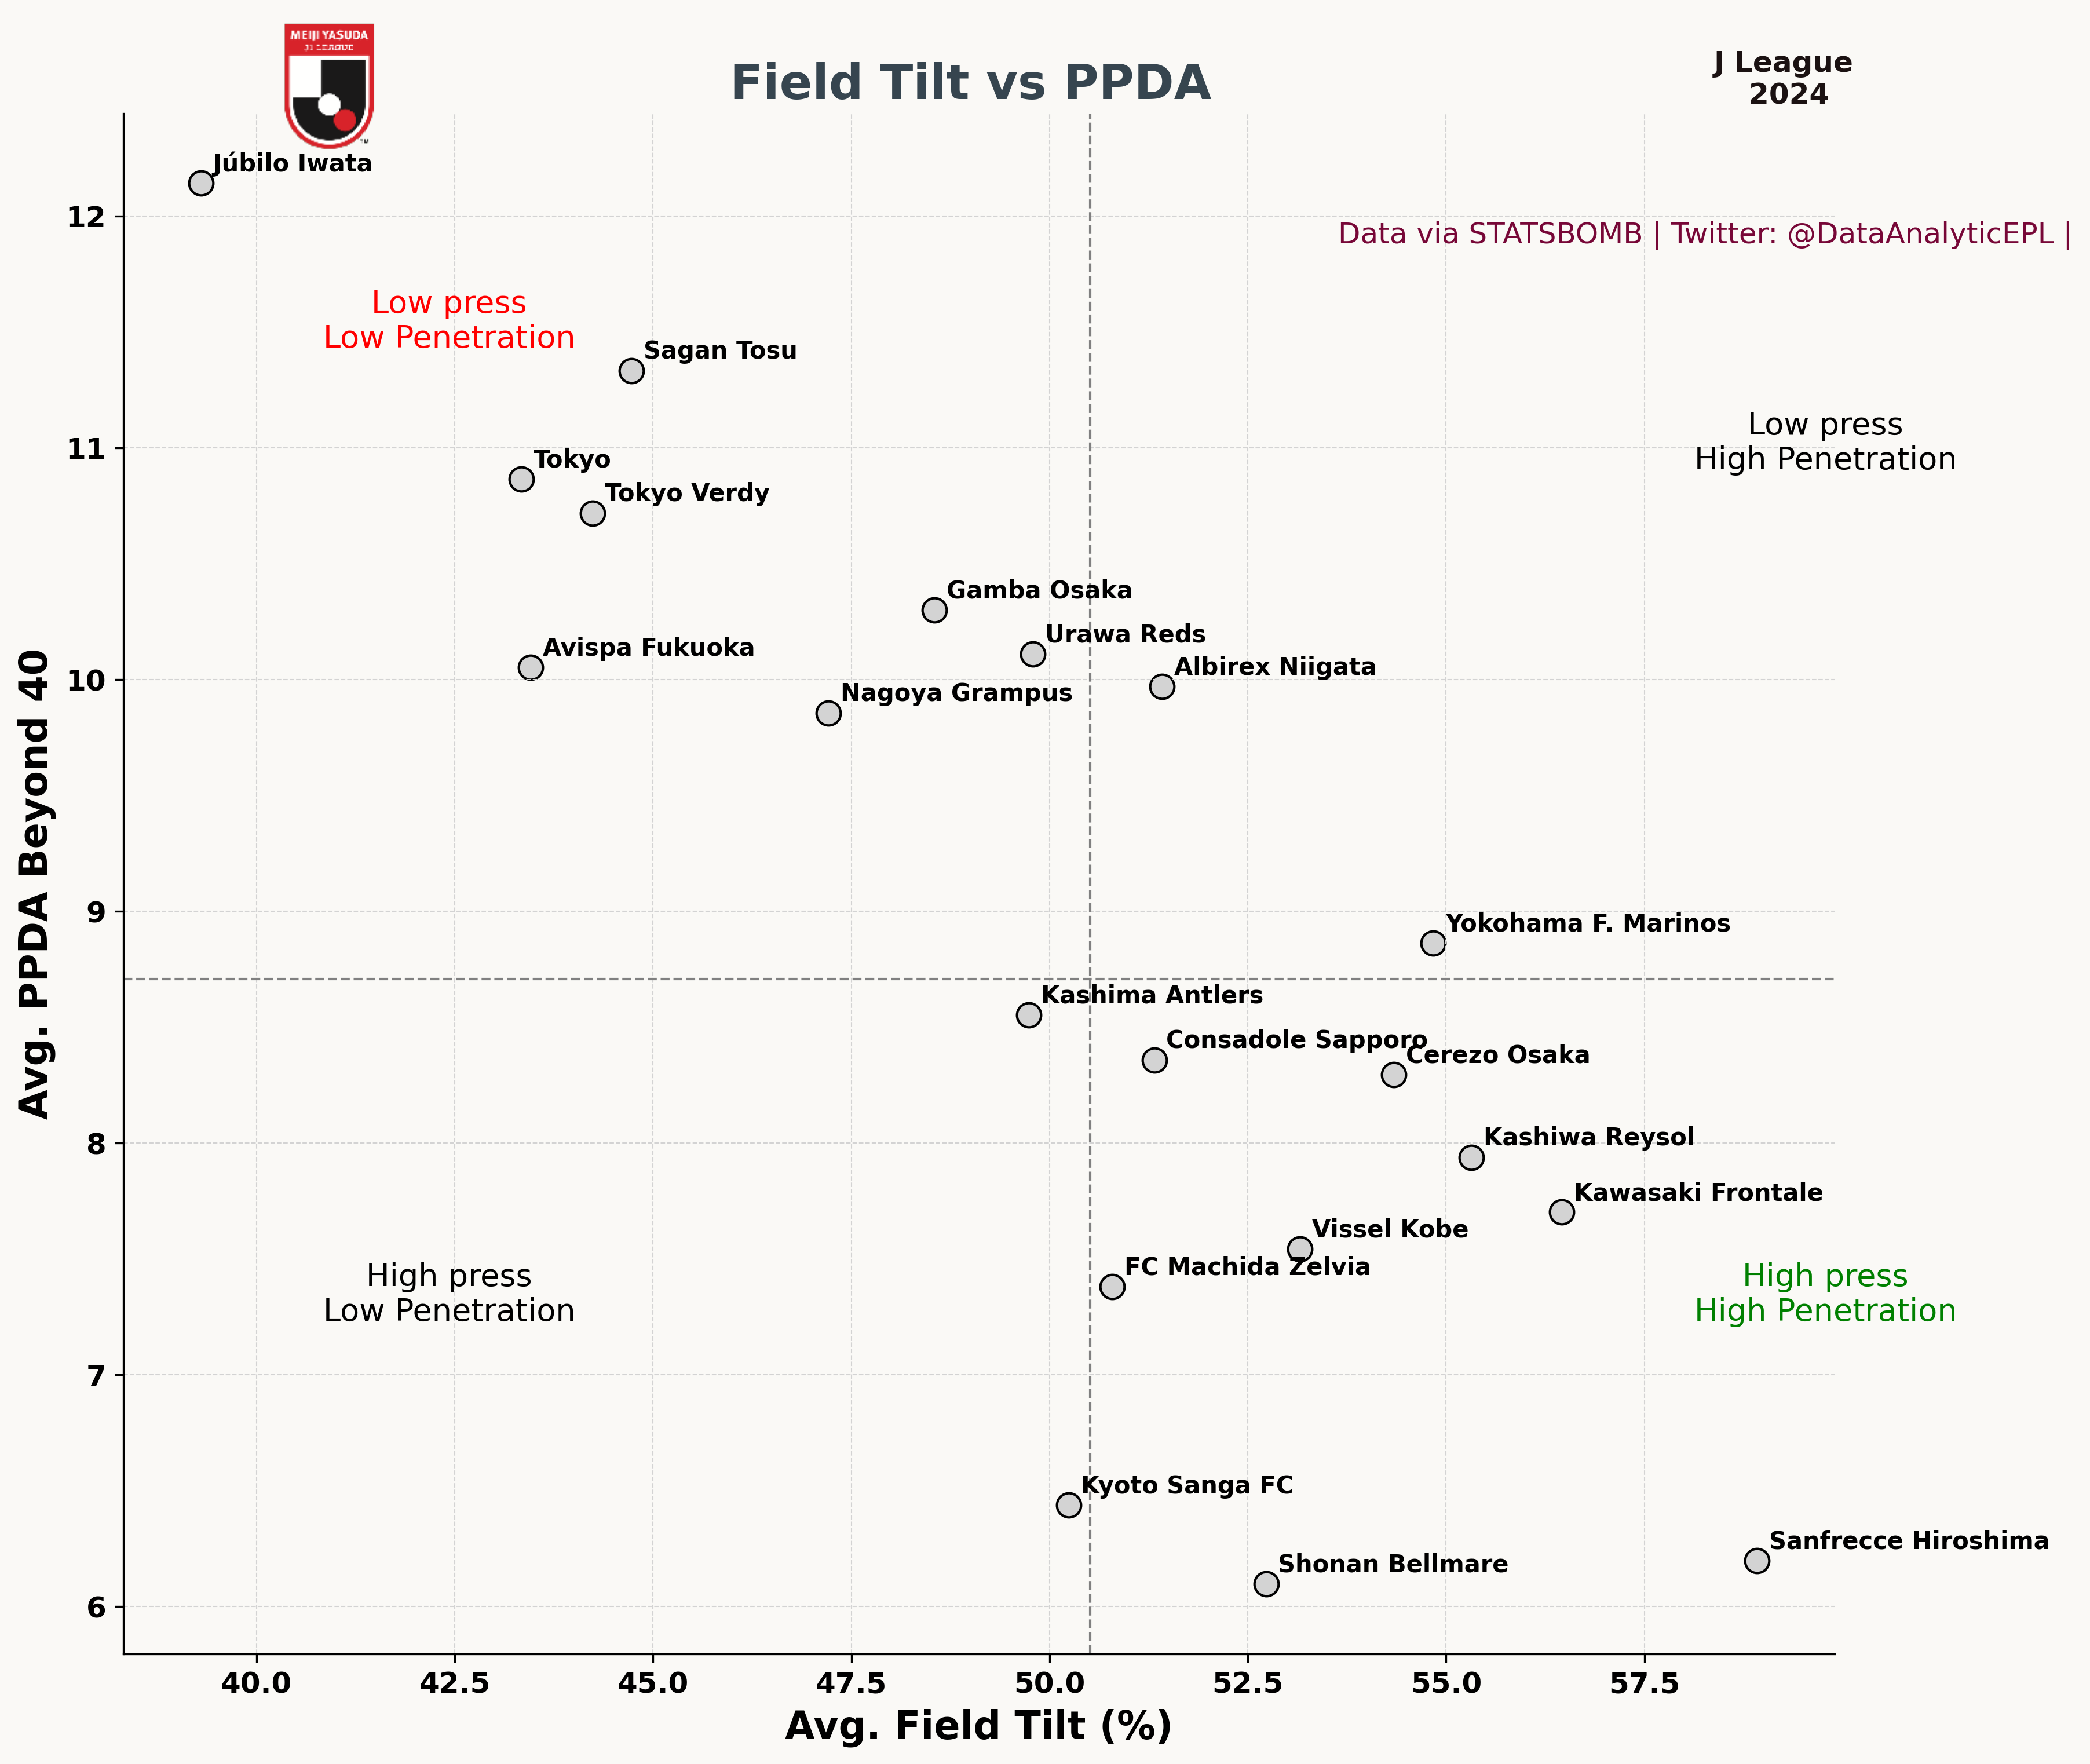 MEIJI YASUDA
J1 LEAGUE
Field Tilt vs PPDA
J League
2024
Júbilo Iwata
12
Data via STATSBOMB | Twitter: @DataAnalyticEPL |
Low press
Low Penetration
Sagan Tosu
Low press
High Penetration
11
Tokyo
Tokyo Verdy
Gamba Osaka
Urawa Reds
Avispa Fukuoka
Albirex Niigata
10
Nagoya Grampus
Avg. PPDA Beyond 40
9
Yokohama F. Marinos
Kashima Antlers
Consadole Sapporo
Cerezo Osaka
8
Kashiwa Reysol
Kawasaki Frontale
Vissel Kobe
FC Machida Zelvia
High press
Low Penetration
High press
High Penetration
7
Kyoto Sanga FC
Sanfrecce Hiroshima
Shonan Bellmare
6
40.0 42.5 45.0 47.5 50.0 52.5 55.0 57.5
Avg. Field Tilt (%)